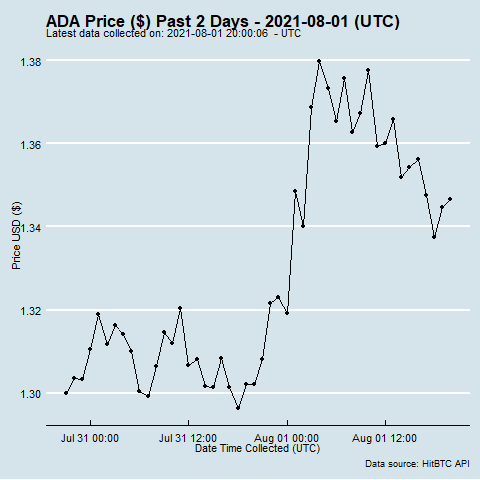 ADA Price ($) Past 2 Days - 2021-08-01 (UTC)
Latest data collected on: 2021-08-01 20:00:06  - UTC
1.38
1.36
1.34
1.32
1.30
Price USD ($)
Jul 31 00:00
Jul 31 12:00
Aug 01 00:00
Aug 01 12:00
Date Time Collected (UTC)
Data source: HitBTC API